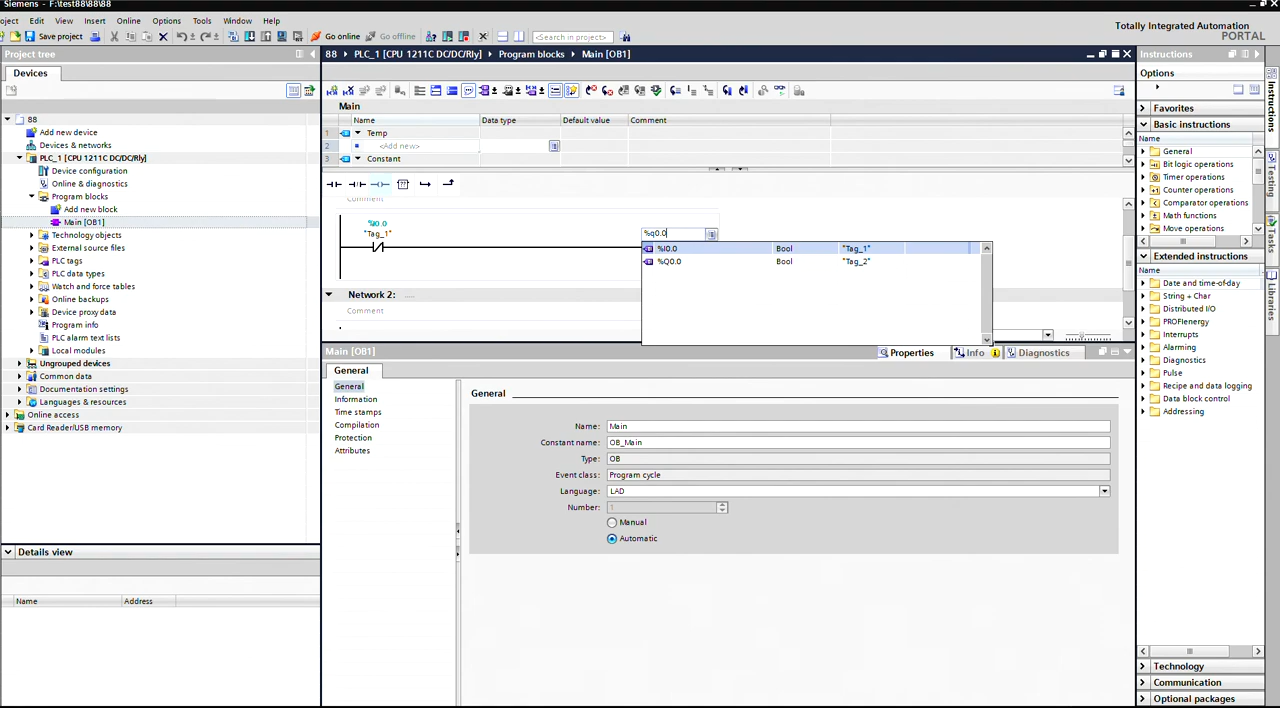 Siemens - F:\test88\88\88
oject Edit View Insert Online Options Tools Window Help
Save project
Go online
Go offline
<Search in project>
Totally Integrated Automation
PORTAL
Project tree
Devices
88
Add new device
Devices & networks
PLC_1 [CPU 1211C DC/DC/Rly]
Device configuration
Online & diagnostics
Program blocks
Add new block
Main [OB1]
Technology objects
External source files
PLC tags
PLC data types
Watch and force tables
Online backups
Device proxy data
Program info
PLC alarm text lists
Local modules
Ungrouped devices
Common data
Documentation settings
Languages & resources
Online access
Card Reader/USB memory
Details view
Name Address
88 PLC_1 [CPU 1211C DC/DC/Rly] Program blocks Main [OB1]
Main
Name Data type Default value Comment
1 Temp
2 <Add new>
3 Constant
Comment
%I0.0
"Tag_1"
%q0.0
%I0.0 Bool "Tag_1"
%Q0.0 Bool "Tag_2"
Network 2: ....
Comment
Main [OB1]
Properties Info Diagnostics
General
General
Information
Time stamps
Compilation
Protection
Attributes
General
Name: Main
Constant name: OB_Main
Type: OB
Event class: Program cycle
Language: LAD
Number: 1
Manual
Automatic
Instructions
Options
Favorites
Basic instructions
Name
General
Bit logic operations
Timer operations
Counter operations
Comparator operations
Math functions
Move operations
Extended instructions
Name
Date and time-of-day
String + Char
Distributed I/O
PROFIenergy
Interrupts
Alarming
Diagnostics
Pulse
Recipe and data logging
Data block control
Addressing
Technology
Communication
Optional packages
Instructions
Testing
Tasks
Libraries